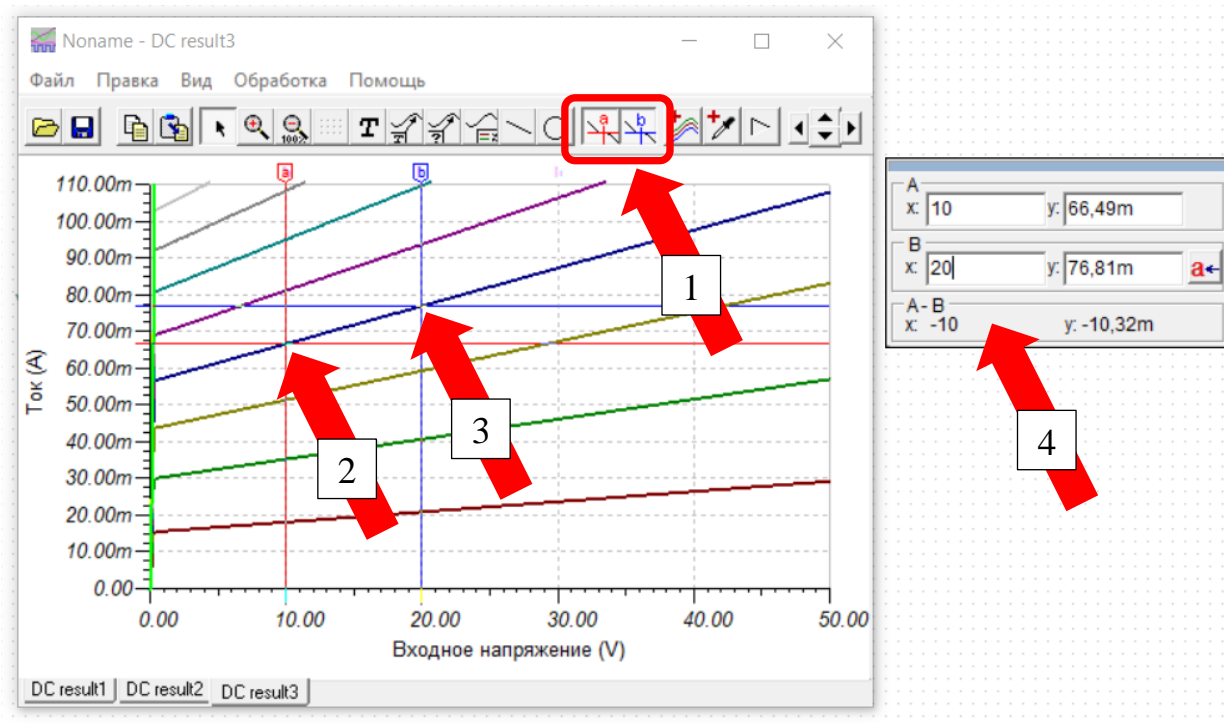 Noname - DC result3
Файл Правка Вид Обработка Помощь
100% T T ? =z a b
a b
110.00m
100.00m
90.00m
80.00m
70.00m
60.00m
50.00m
40.00m
30.00m
20.00m
10.00m
0.00
Ток (A)
0.00 10.00 20.00 30.00 40.00 50.00
Входное напряжение (V)
DC result1 DC result2 DC result3
1
2
3
A
x: 10 y: 66,49m
B
x: 20 y: 76,81m a
A - B
x: -10 y: -10,32m
4